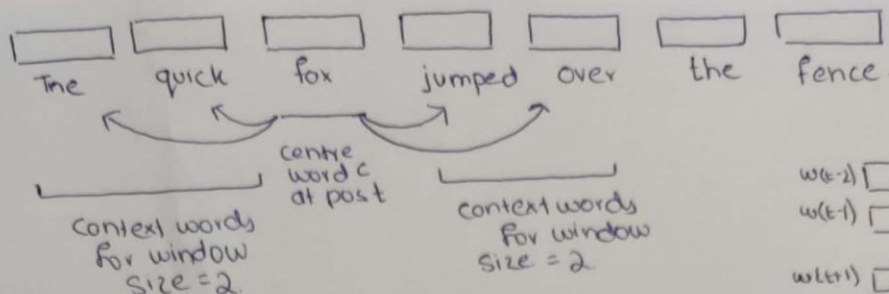 The quick fox jumped over the fence
centre
word c
at post
context words
for window
size = 2
context words
for window
size = 2
w(t-2)
w(t-1)
w(t+1)